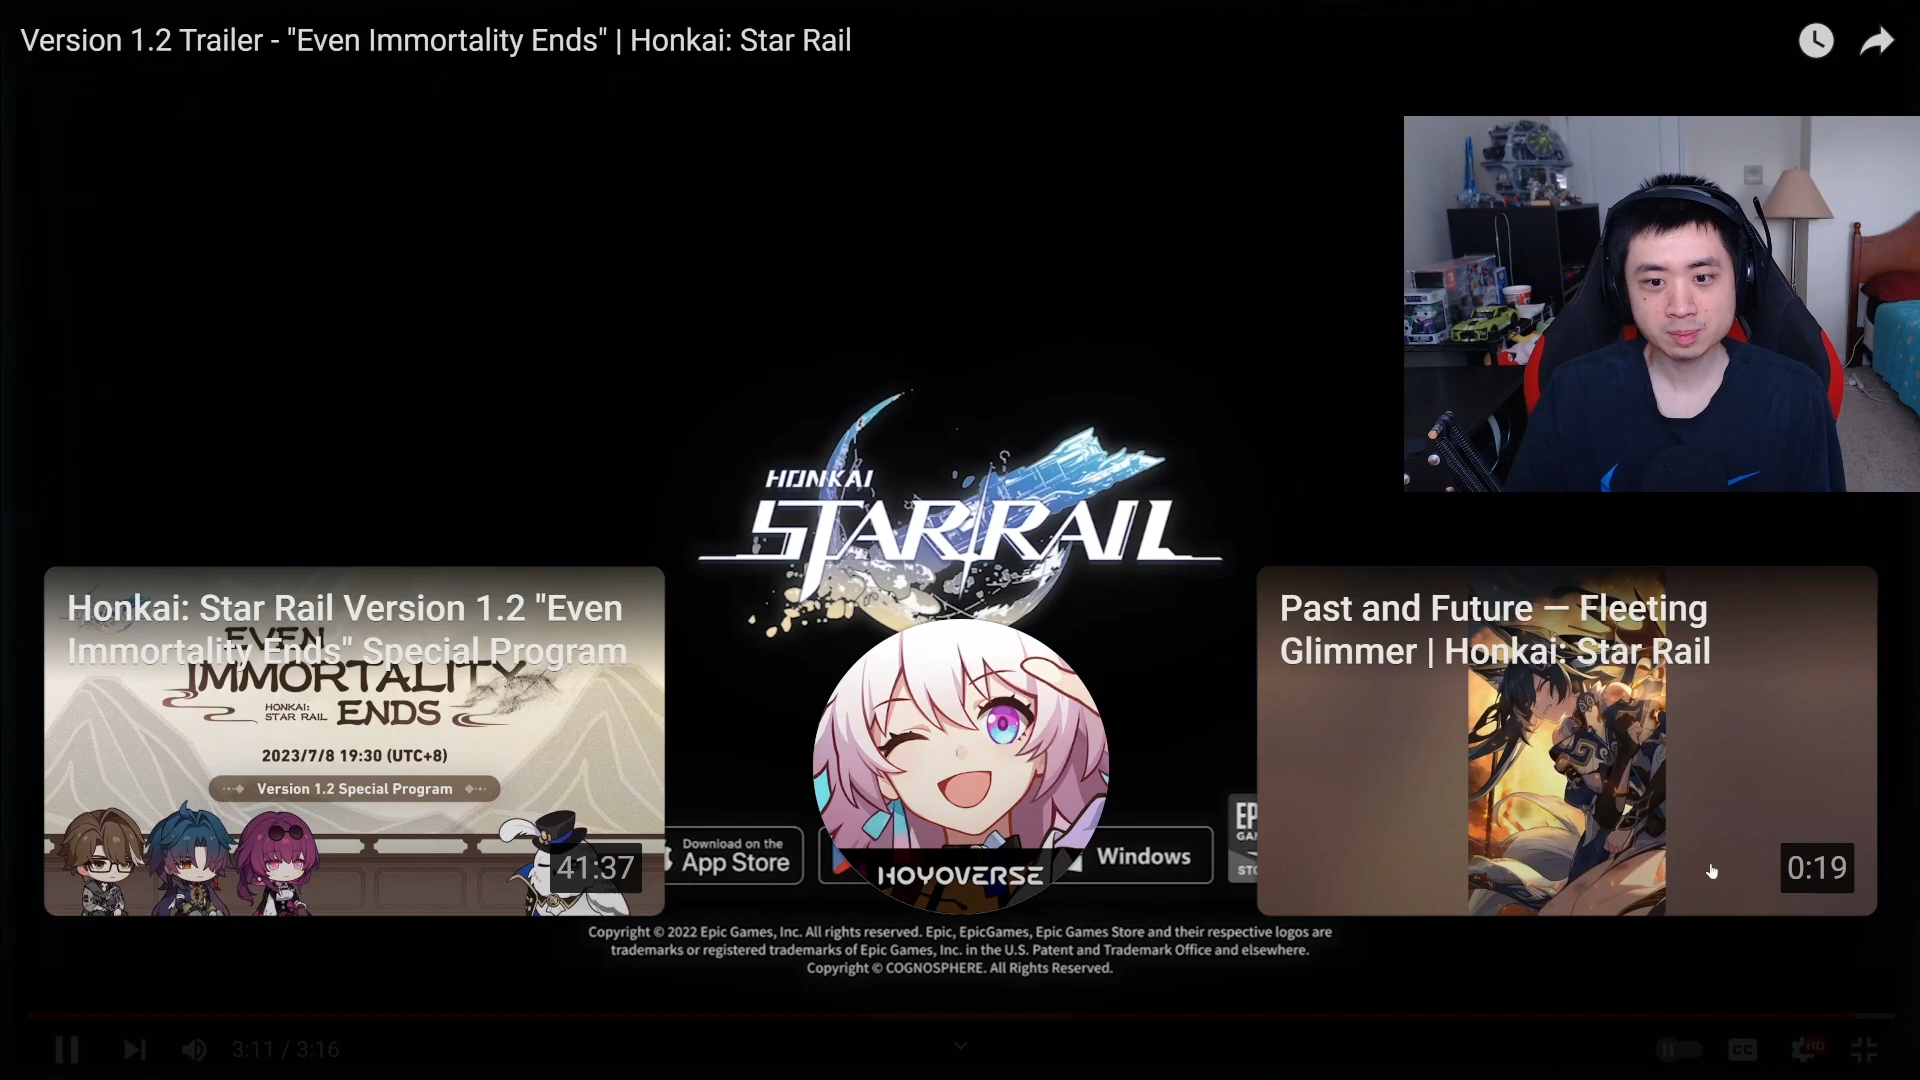 Version 1.2 Trailer - "Even Immortality Ends" | Honkai: Star Rail
HONKAI
STAR RAIL
Honkai: Star Rail Version 1.2 "Even
Immortality Ends" Special Program
EVEN
IMMORTALITY
HONKAI:
STAR RAIL
ENDS
2023/7/8 19:30 (UTC+8)
Version 1.2 Special Program
41:37
Past and Future — Fleeting
Glimmer | Honkai: Star Rail
0:19
Download on the
App Store
HOYOVERSE
Windows
EP
GA
STO
Copyright © 2022 Epic Games, Inc. All rights reserved. Epic, EpicGames, Epic Games Store and their respective logos are
trademarks or registered trademarks of Epic Games, Inc. in the U.S. Patent and Trademark Office and elsewhere.
Copyright © COGNOSPHERE. All Rights Reserved.
3:11 / 3:16
CC
HD